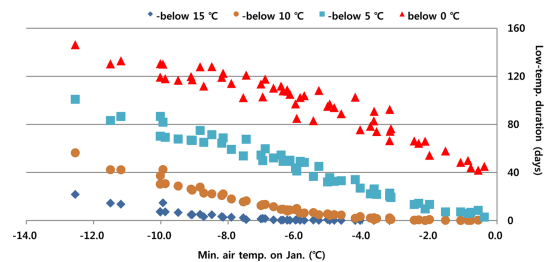 -below 15 ℃ -below 10 ℃ -below 5 ℃ below 0 ℃
160
120
80
40
0
Low-temp. duration (days)
-14.0 -12.0 -10.0 -8.0 -6.0 -4.0 -2.0 0.0
Min. air temp. on Jan. (℃)